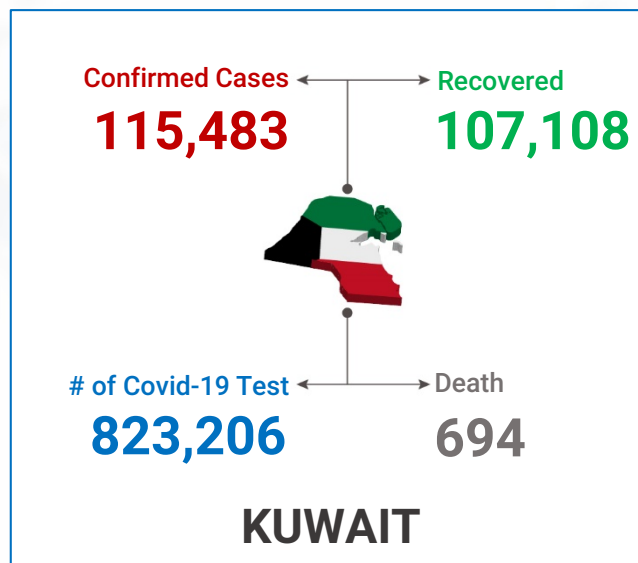 Confirmed Cases
115,483
Recovered
107,108
# of Covid-19 Test
823,206
Death
694
KUWAIT